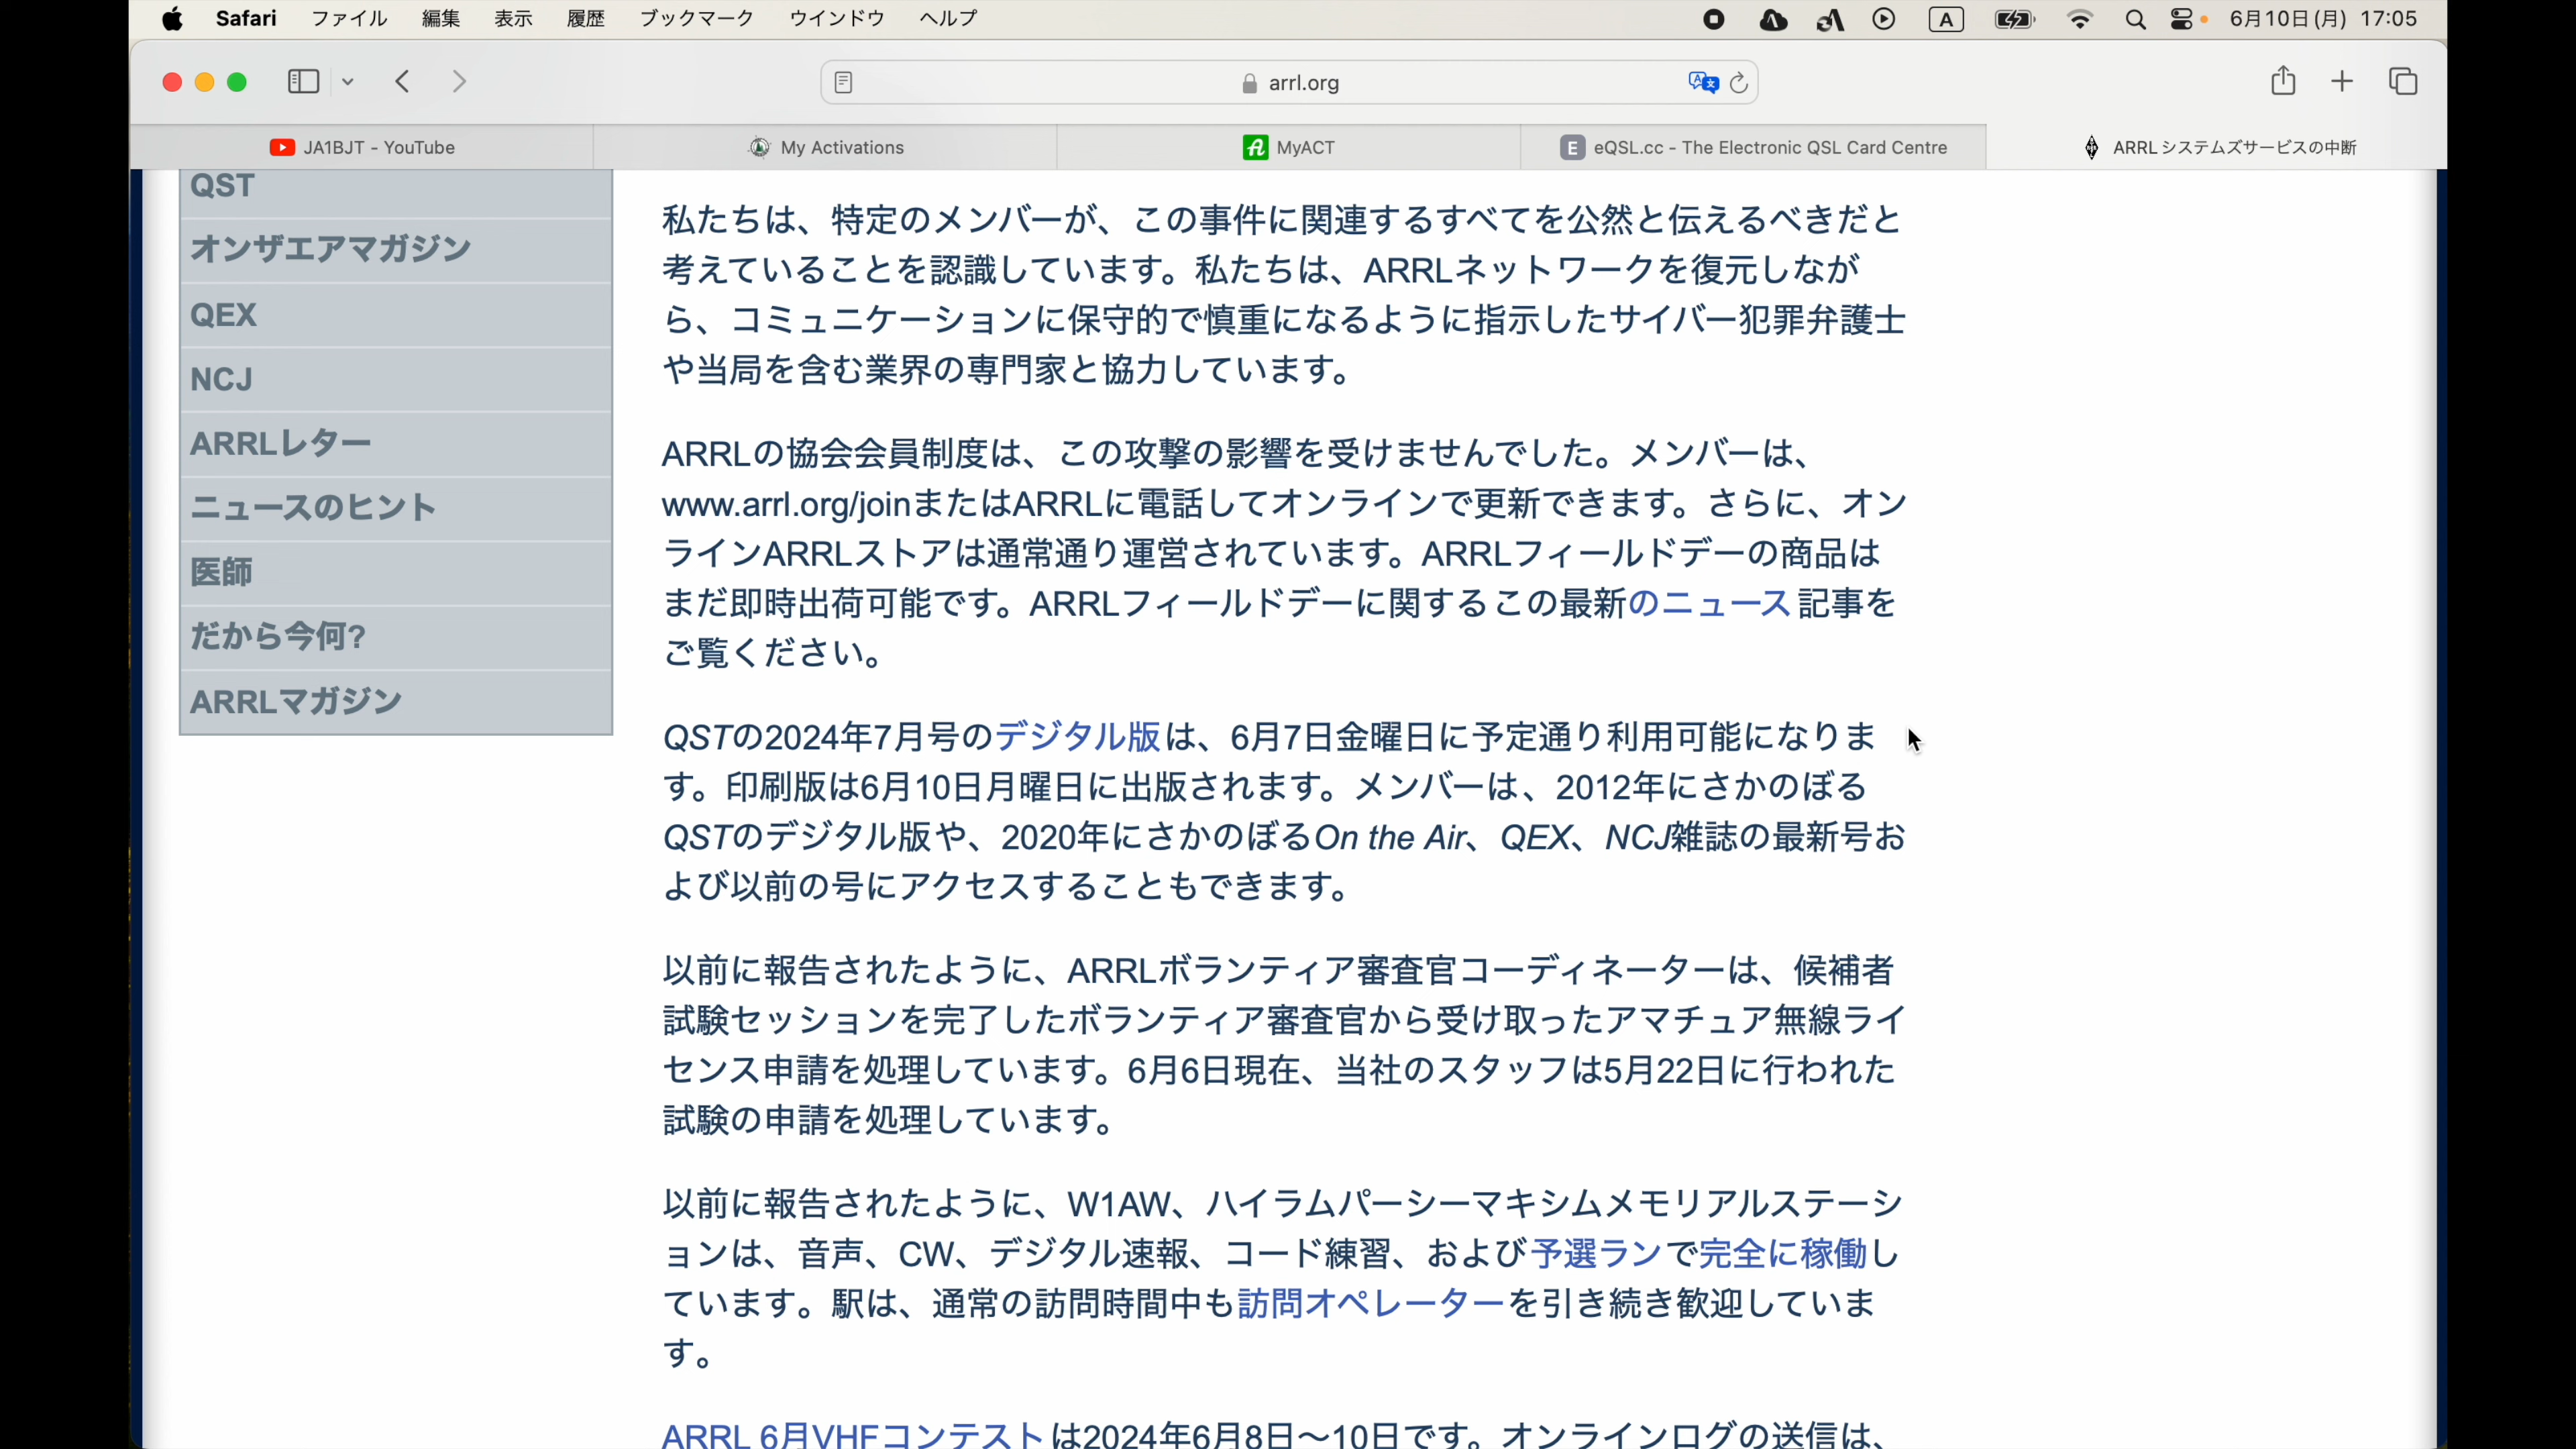 Safari ファイル 編集 表示 履歴 ブックマーク ウインドウ ヘルプ A 6月10日(月) 17:05
arrl.org
JA1BJT - YouTube
My Activations
MyACT
E eQSL.cc - The Electronic QSL Card Centre
ARRL システムズサービスの中断
QST
オンザエアマガジン
QEX
NCJ
ARRLレター
ニュースのヒント
医師
だから今何?
ARRLマガジン
私たちは、特定のメンバーが、この事件に関連するすべてを公然と伝えるべきだと
考えていることを認識しています。私たちは、ARRLネットワークを復元しなが
ら、コミュニケーションに保守的で慎重になるように指示したサイバー犯罪弁護士
や当局を含む業界の専門家と協力しています。
ARRLの協会会員制度は、この攻撃の影響を受けませんでした。メンバーは、
www.arrl.org/joinまたはARRLに電話してオンラインで更新できます。さらに、オン
ラインARRLストアは通常通り運営されています。ARRLフィールドデーの商品は
まだ即時出荷可能です。ARRLフィールドデーに関するこの最新のニュース記事を
ご覧ください。
QSTの2024年7月号のデジタル版は、6月7日金曜日に予定通り利用可能になりま
す。印刷版は6月10日月曜日に出版されます。メンバーは、2012年にさかのぼる
QSTのデジタル版や、2020年にさかのぼるOn the Air、QEX、NCJ雑誌の最新号お
よび以前の号にアクセスすることもできます。
以前に報告されたように、ARRLボランティア審査官コーディネーターは、候補者
試験セッションを完了したボランティア審査官から受け取ったアマチュア無線ライ
センス申請を処理しています。6月6日現在、当社のスタッフは5月22日に行われた
試験の申請を処理しています。
以前に報告されたように、W1AW、ハイラムパーシーマキシムメモリアルステーシ
ョンは、音声、CW、デジタル速報、コード練習、および予選ランで完全に稼働し
ています。駅は、通常の訪問時間中も訪問オペレーターを引き続き歓迎していま
す。
ARRL 6月VHFコンテストは2024年6月8日〜10日です。オンラインログの送信は、